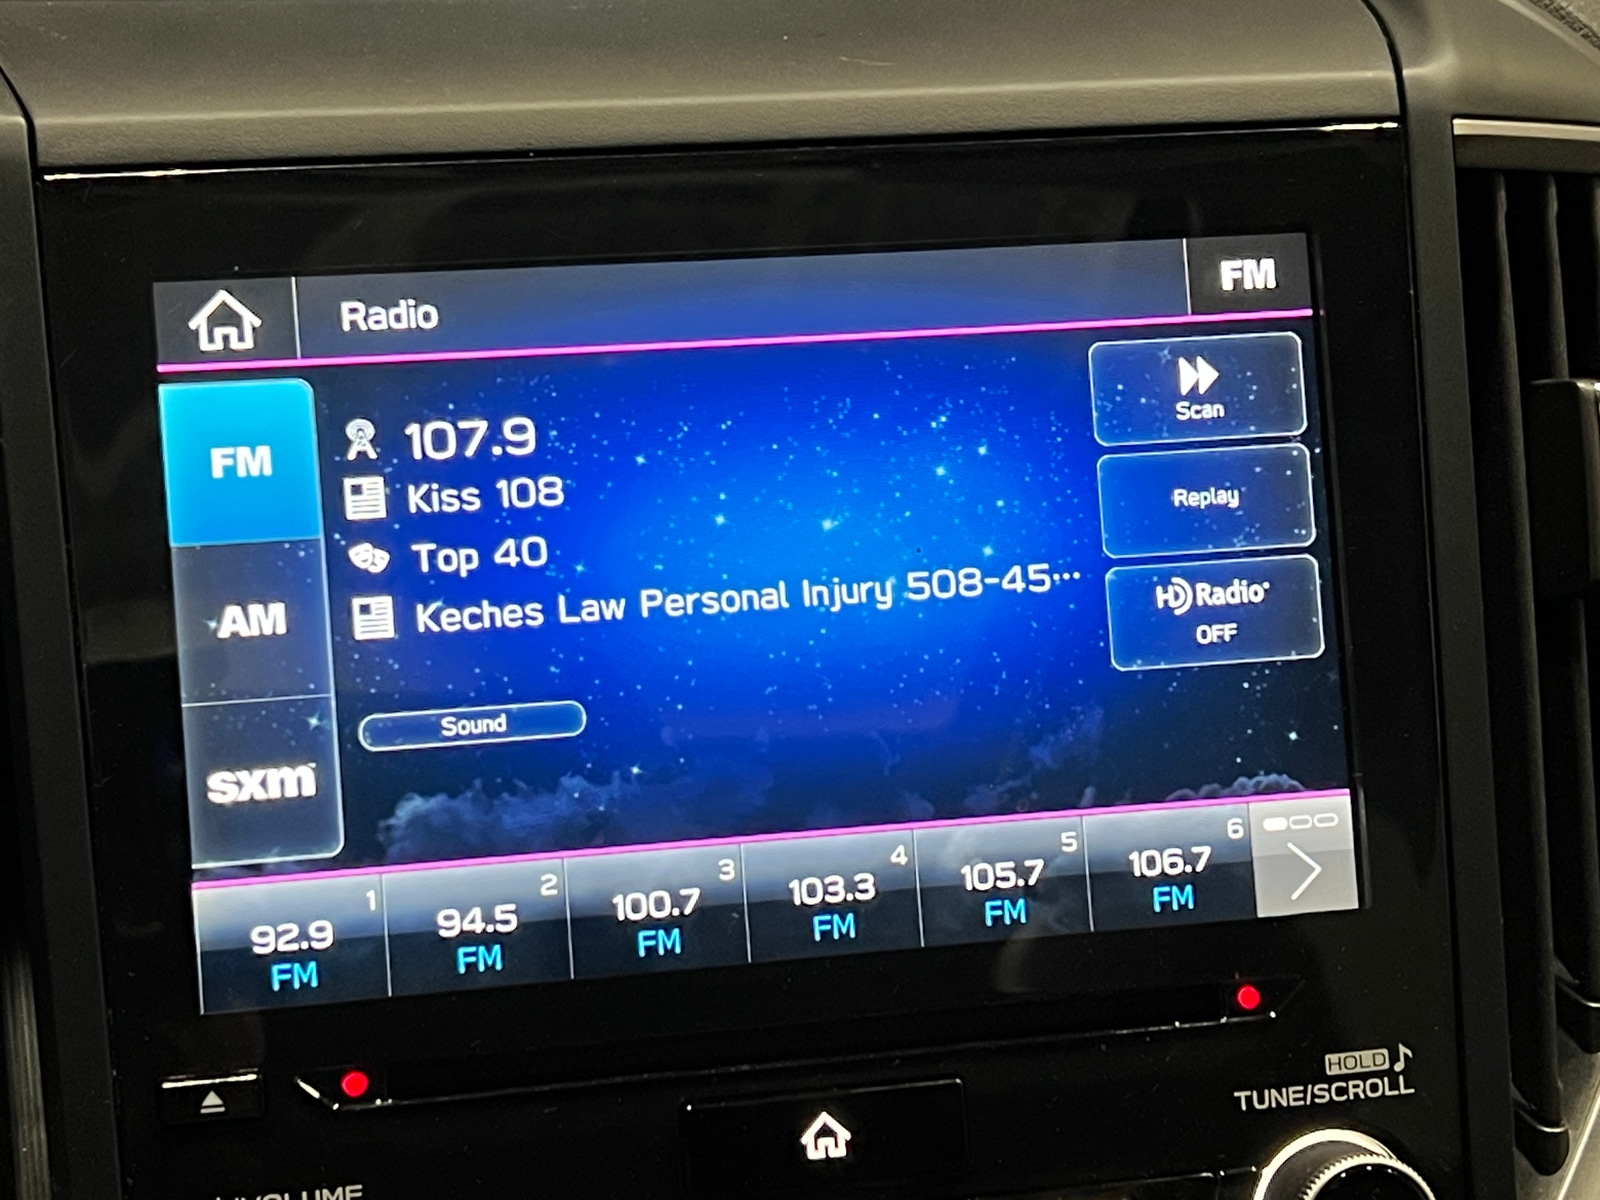 Radio
FM
FM
AM
sxm
107.9
Kiss 108
Top 40
Keches Law Personal Injury 508-45…
Scan
Replay
HD Radio
OFF
Sound
1
92.9
FM
2
94.5
FM
3
100.7
FM
4
103.3
FM
5
105.7
FM
6
106.7
FM
HOLD
TUNE/SCROLL
VOLUME